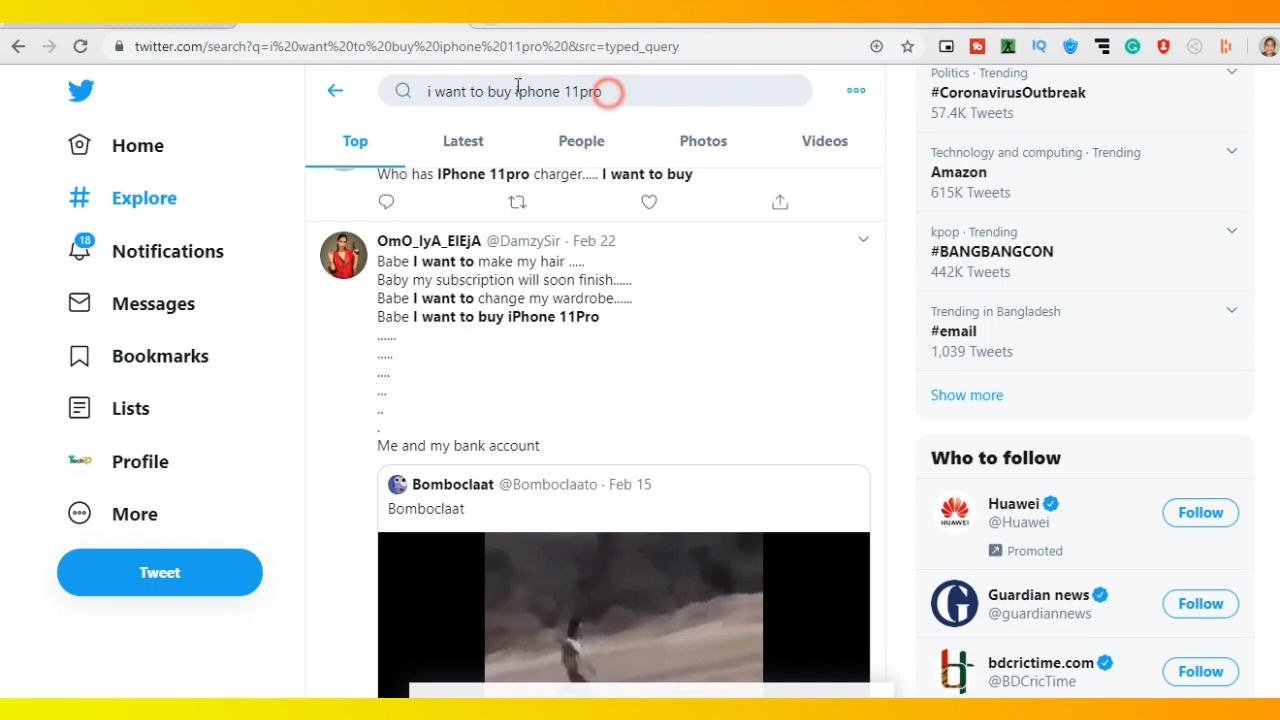 twitter.com/search?q=i%20want%20to%20buy%20iphone%2011pro%20&src=typed_query
i want to buy iphone 11pro
Home
Explore
18
Notifications
Messages
Bookmarks
Lists
Profile
More
Tweet
Top
Latest
People
Photos
Videos
Who has IPhone 11pro charger..... I want to buy
OmO_IyA_ElEjA @DamzySir · Feb 22
Babe I want to make my hair .....
Baby my subscription will soon finish......
Babe I want to change my wardrobe......
Babe I want to buy iPhone 11Pro
......
.....
....
...
..
.
Me and my bank account
Bomboclaat @Bomboclaato · Feb 15
Bomboclaat
Politics · Trending
#CoronavirusOutbreak
57.4K Tweets
Technology and computing · Trending
Amazon
615K Tweets
kpop · Trending
#BANGBANGCON
442K Tweets
Trending in Bangladesh
#email
1,039 Tweets
Show more
Who to follow
Huawei
@Huawei
Follow
Promoted
HUAWEI
Guardian news
@guardiannews
Follow
bdcrictime.com
@BDCricTime
Follow